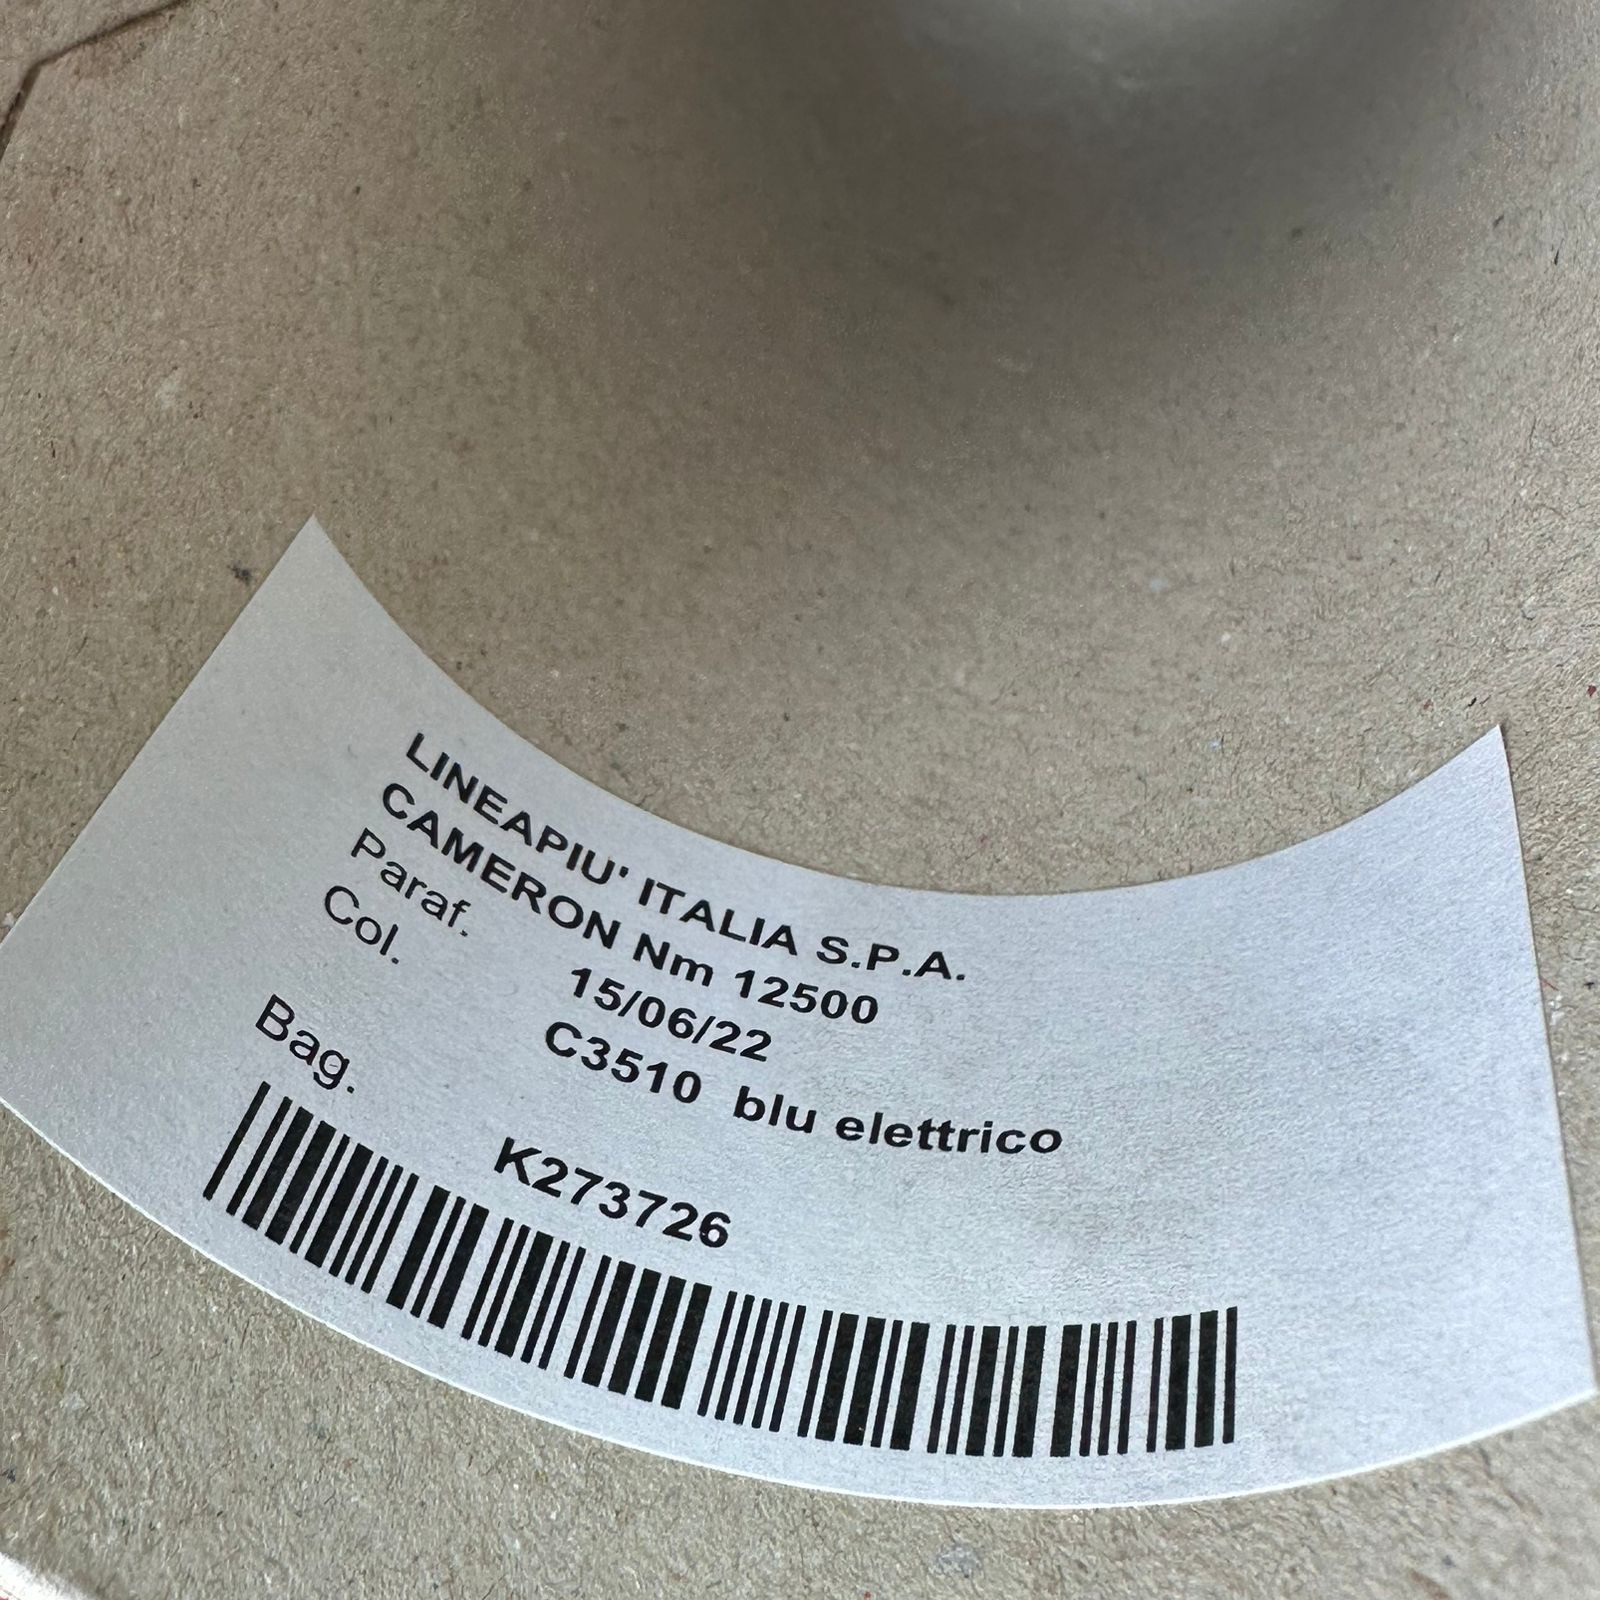 LINEAPIU' ITALIA S.P.A.
CAMERON Nm 12500
Paraf. 15/06/22
Col. C3510 blu elettrico
Bag. K273726